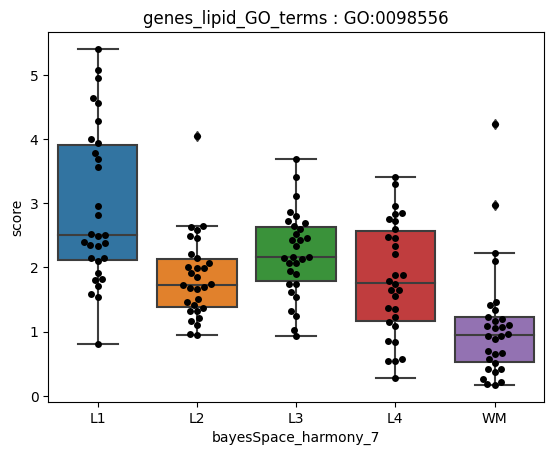 genes_lipid_GO_terms : GO:0098556
5
4
3
2
1
0
score
L1 L2 L3 L4 WM
bayesSpace_harmony_7